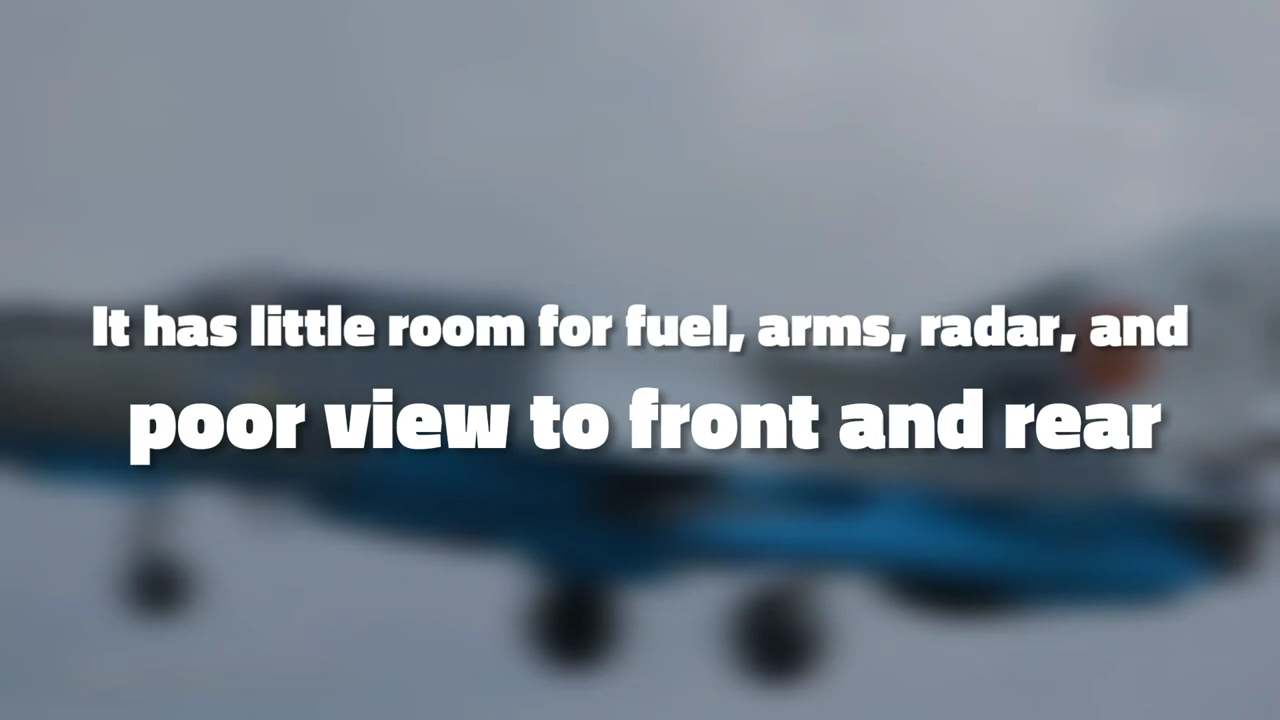 It has little room for fuel, arms, radar, and
poor view to front and rear